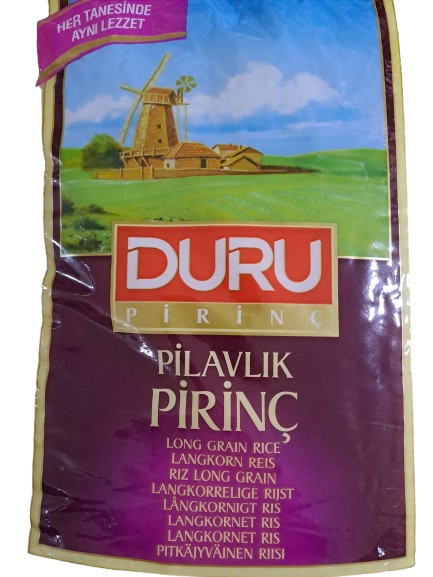 HER TANESİNDE
AYNI LEZZET
DURU
PİRİNÇ
PİLAVLIK
PİRİNÇ
LONG GRAIN RICE
LANGKORN REIS
RIZ LONG GRAIN
LANGKORRELIGE RIJST
LÅNGKORNIGT RIS
LANGKORNET RIS
LANGKORNET RIS
PITKÄJYVÄINEN RIISI